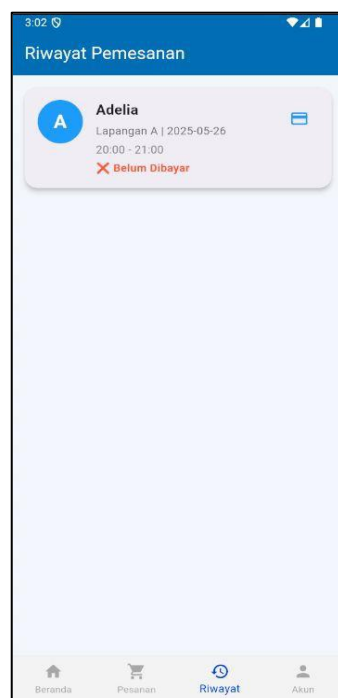 3:02
Riwayat Pemesanan
A
Adelia
Lapangan A | 2025-05-26
20:00 - 21:00
❌ Belum Dibayar
Beranda
Pesanan
Riwayat
Akun